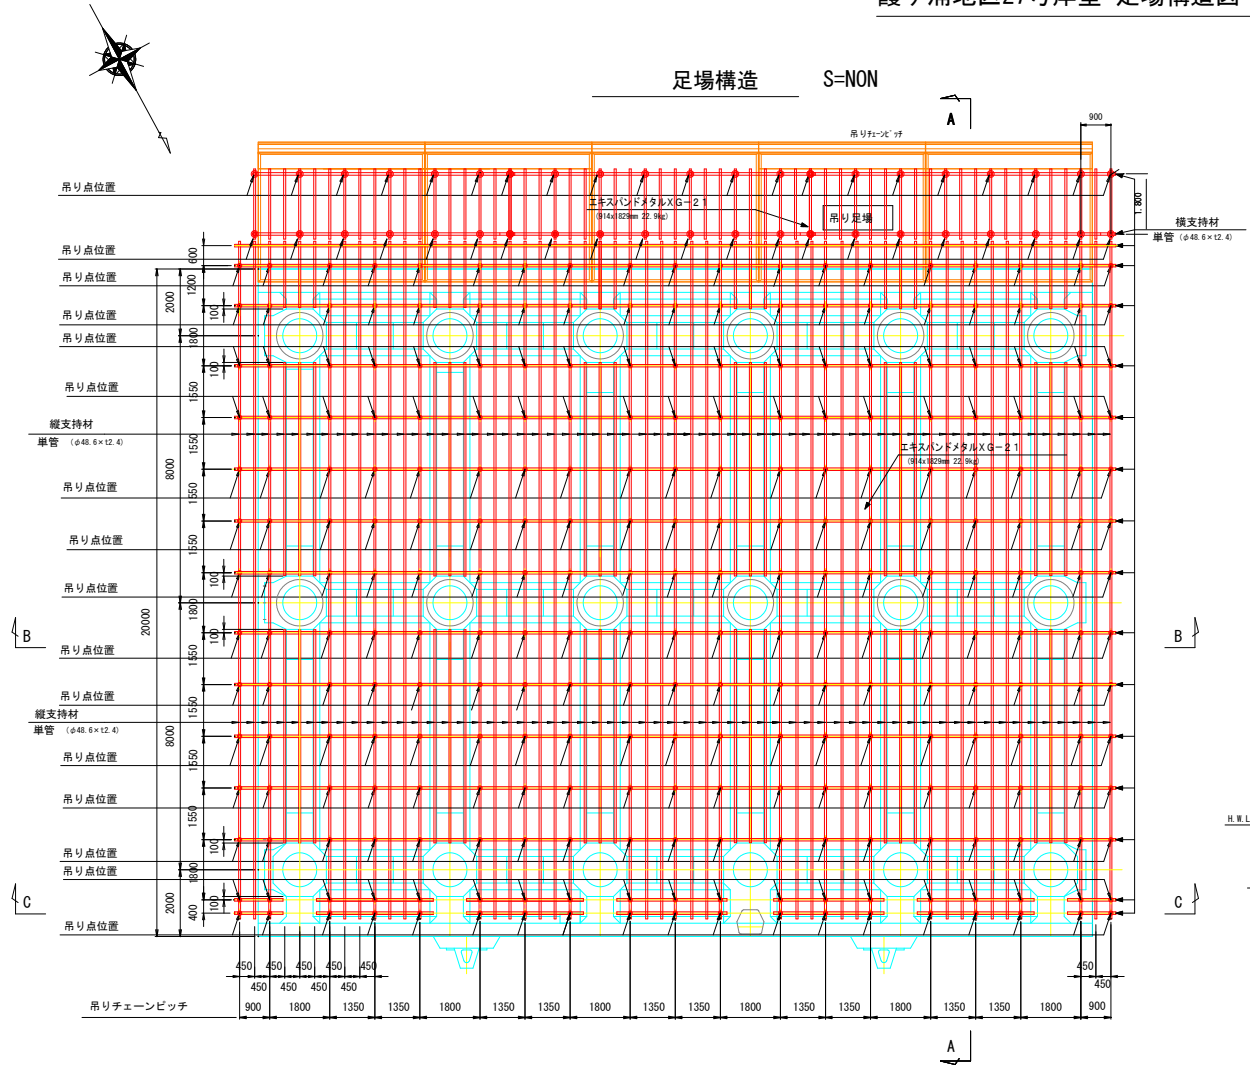 足場構造 S=NON
A
900
吊りﾁｪｰﾝﾋﾟｯﾁ
吊り点位置
エキスパンドメタルXG-21
(914x1829mm 22.9kg)
吊り足場
1,800
横支持材
単管 (φ48.6×t2.4)
吊り点位置
600
吊り点位置
1200
2000
吊り点位置
100
吊り点位置
1800
100
吊り点位置
1550
縦支持材
単管 (φ48.6×t2.4)
1550
エキスパンドメタルXG-21
(914x1829mm 22.9kg)
8000
吊り点位置
1550
吊り点位置
1550
吊り点位置
100
1800
20000
B
B
100
吊り点位置
1550
吊り点位置
1550
縦支持材
単管 (φ48.6×t2.4)
8000
吊り点位置
1550
吊り点位置
1550
H.W.L
吊り点位置
100
吊り点位置
1800
C
C
2000
100
400
吊り点位置
450 450 450 450 450 450
450 450 450 450
450
吊りチェーンピッチ
900 1800 1350 1350 1800 1350 1350 1800 1350 1350 1800 1350 1350 1800 1350 1350 1800 900
A